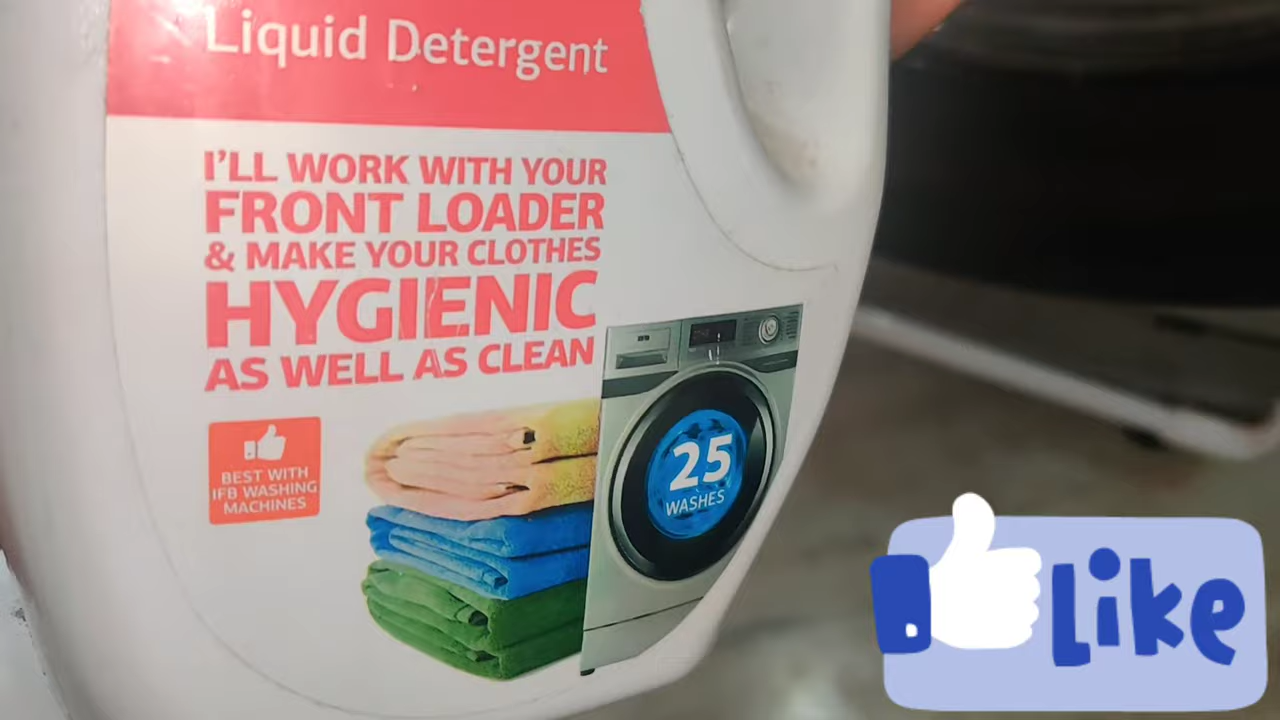 Liquid Detergent
I'LL WORK WITH YOUR
FRONT LOADER
& MAKE YOUR CLOTHES
HYGIENIC
AS WELL AS CLEAN
BEST WITH
IFB WASHING
MACHINES
IFB
25
WASHES
Like